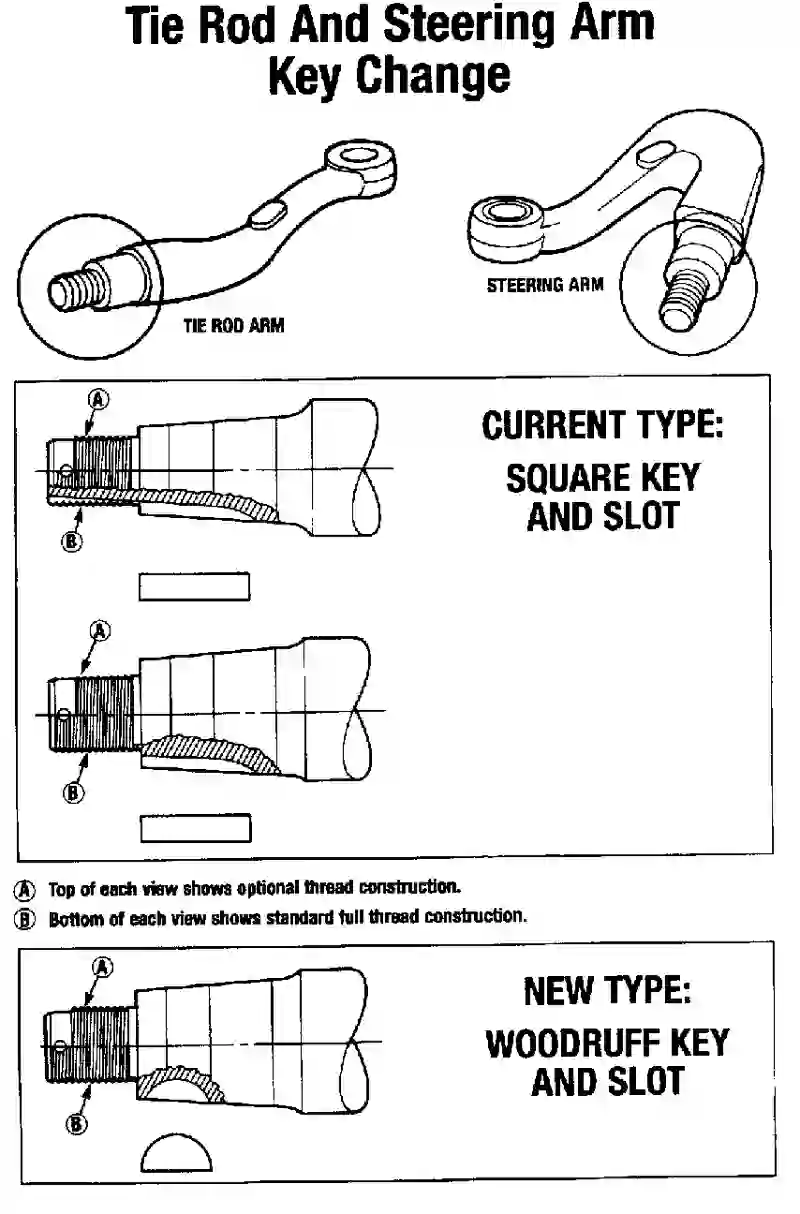 Tie Rod And Steering Arm
Key Change
STEERING ARM
TIE ROD ARM
A
CURRENT TYPE:
SQUARE KEY
AND SLOT
B
A
B
A Top of each view shows optional thread construction.
B Bottom of each view shows standard full thread construction.
A
NEW TYPE:
WOODRUFF KEY
AND SLOT
B